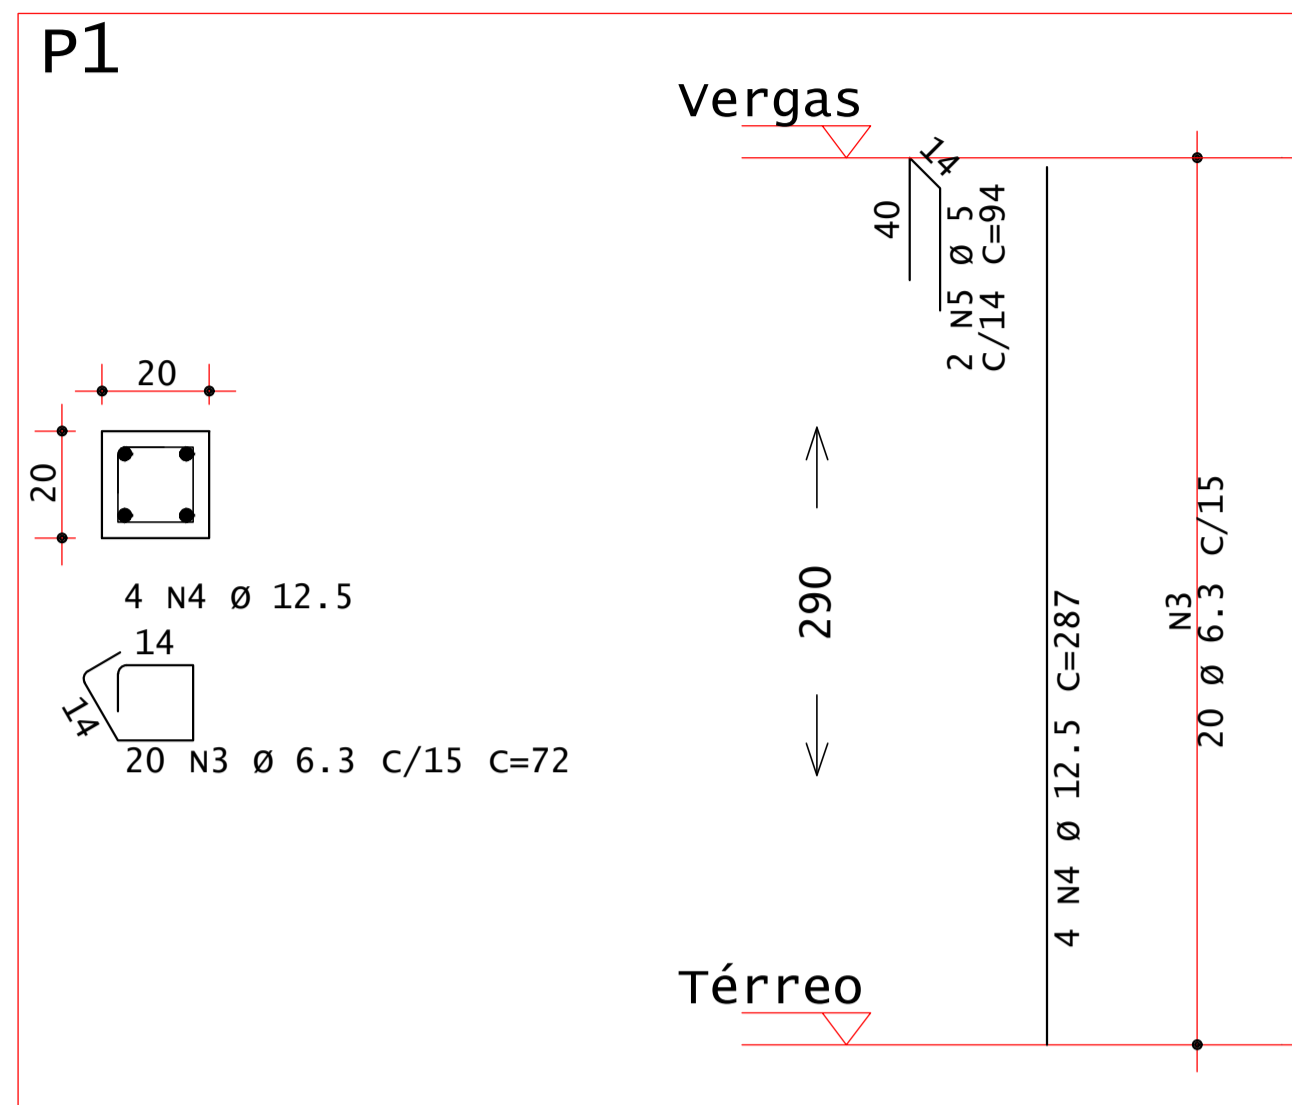 P1
Vergas
14
40
2 N5 Ø 5
C/14 C=94
20
20
4 N4 Ø 12.5
14
14
20 N3 Ø 6.3 C/15 C=72
290
4 N4 Ø 12.5 C=287
N3
20 Ø 6.3 C/15
Térreo